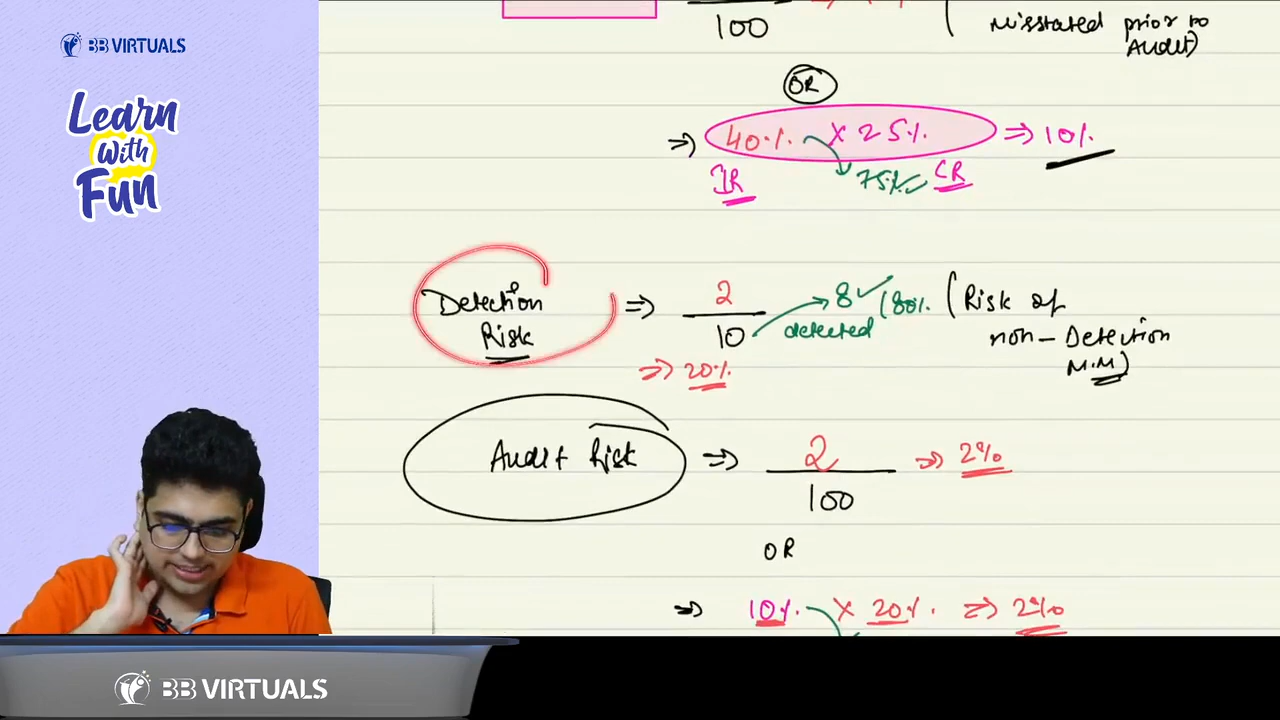 BB VIRTUALS
Learn
With
Fun
100
Misstated prior to
Audit)
OR
⇒ 40% × 25% ⇒ 10%
IR 75% CR
Detection ⇒ 2 8 (80% (Risk of
Risk 10 detected non-Detection
⇒ 20% M.M)
Audit Risk ⇒ 2 ⇒ 2%
100
OR
⇒ 10% × 20% ⇒ 2%
BB VIRTUALS